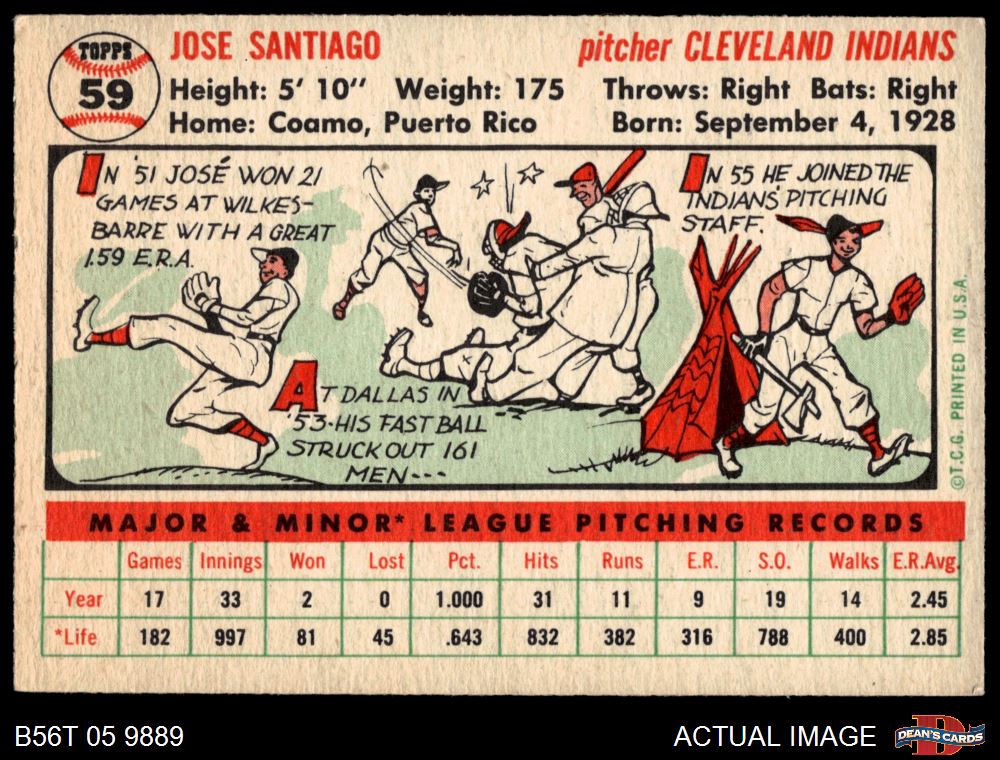 TOPPS
59
JOSE SANTIAGO
pitcher CLEVELAND INDIANS
Height: 5' 10" Weight: 175 Throws: Right Bats: Right
Home: Coamo, Puerto Rico Born: September 4, 1928
IN '51 JOSÉ WON 21
GAMES AT WILKES-
BARRE WITH A GREAT
1.59 E.R.A.
AT DALLAS IN
'53-HIS FAST BALL
STRUCK OUT 161
MEN---
IN 55 HE JOINED THE
INDIANS' PITCHING
STAFF.
©T.C.G. PRINTED IN U.S.A.
MAJOR & MINOR* LEAGUE PITCHING RECORDS
Games Innings Won Lost Pct. Hits Runs E.R. S.O. Walks E.R.Avg.
Year 17 33 2 0 1.000 31 11 9 19 14 2.45
*Life 182 997 81 45 .643 832 382 316 788 400 2.85
B56T 05 9889
ACTUAL IMAGE
DEAN'S CARDS